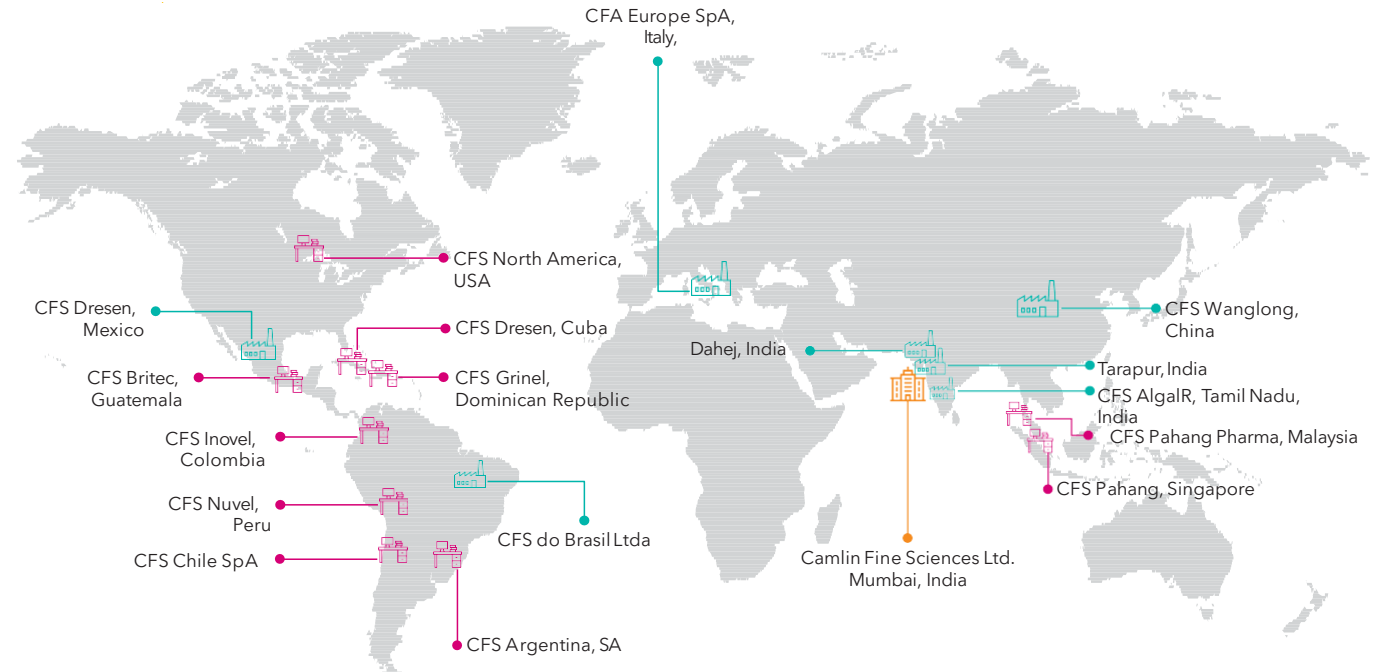 CFA Europe SpA,
Italy,
CFS North America,
USA
CFS Dresen,
Mexico
CFS Dresen, Cuba
CFS Britec,
Guatemala
CFS Grinel,
Dominican Republic
CFS Inovel,
Colombia
CFS Nuvel,
Peru
CFS do Brasil Ltda
CFS Chile SpA
CFS Argentina, SA
CFS Wanglong,
China
Dahej, India
Tarapur, India
CFS AlgalR, Tamil Nadu,
India
CFS Pahang Pharma, Malaysia
CFS Pahang, Singapore
Camlin Fine Sciences Ltd.
Mumbai, India